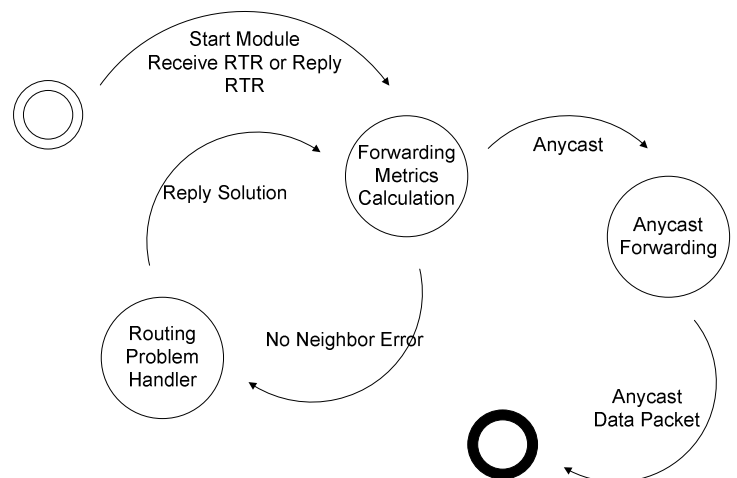 Start Module
Receive RTR or Reply
RTR
Forwarding
Metrics
Calculation
Anycast
Reply Solution
Anycast
Forwarding
Routing
Problem
Handler
No Neighbor Error
Anycast
Data Packet